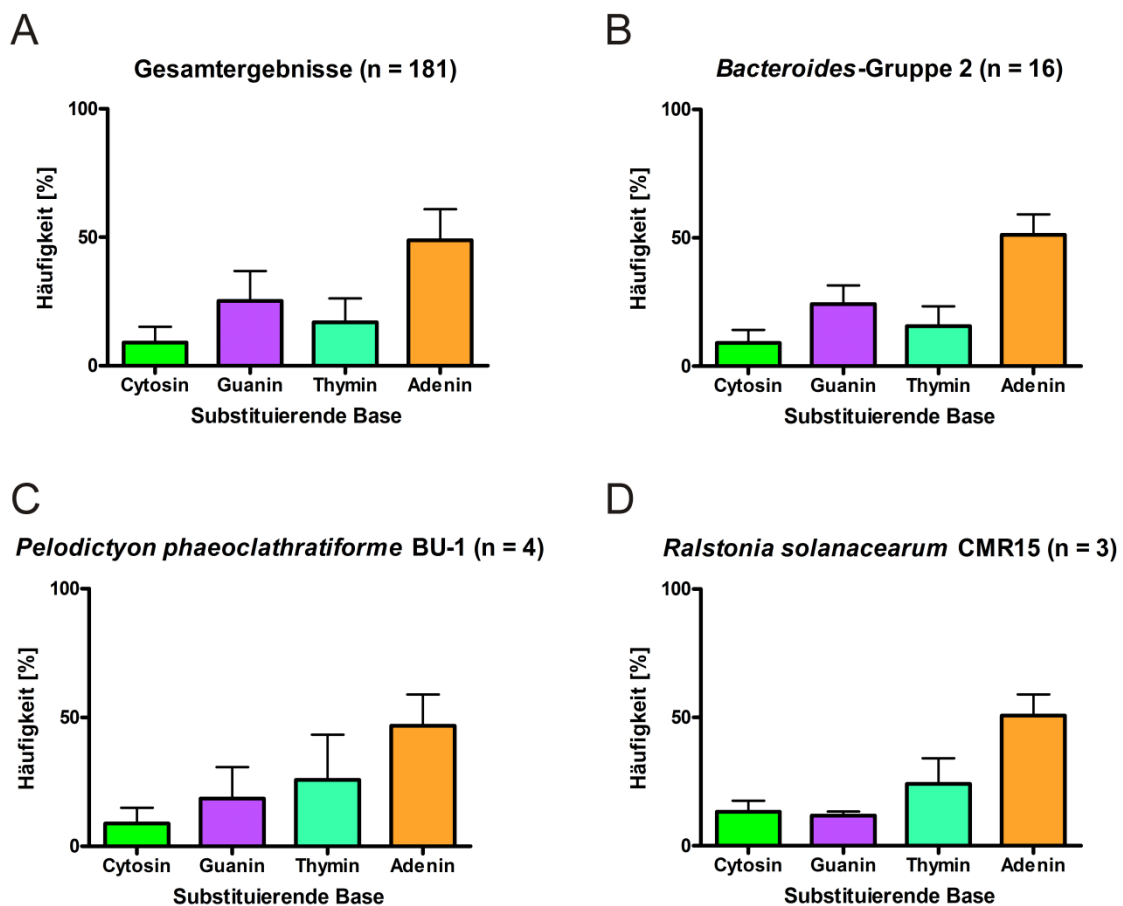 A
Gesamtergebnisse (n = 181)
100
50
0
Häufigkeit [%]
Cytosin Guanin Thymin Adenin
Substituierende Base
B
Bacteroides-Gruppe 2 (n = 16)
100
50
0
Häufigkeit [%]
Cytosin Guanin Thymin Adenin
Substituierende Base
C
Pelodictyon phaeoclathratiforme BU-1 (n = 4)
100
50
0
Häufigkeit [%]
Cytosin Guanin Thymin Adenin
Substituierende Base
D
Ralstonia solanacearum CMR15 (n = 3)
100
50
0
Häufigkeit [%]
Cytosin Guanin Thymin Adenin
Substituierende Base